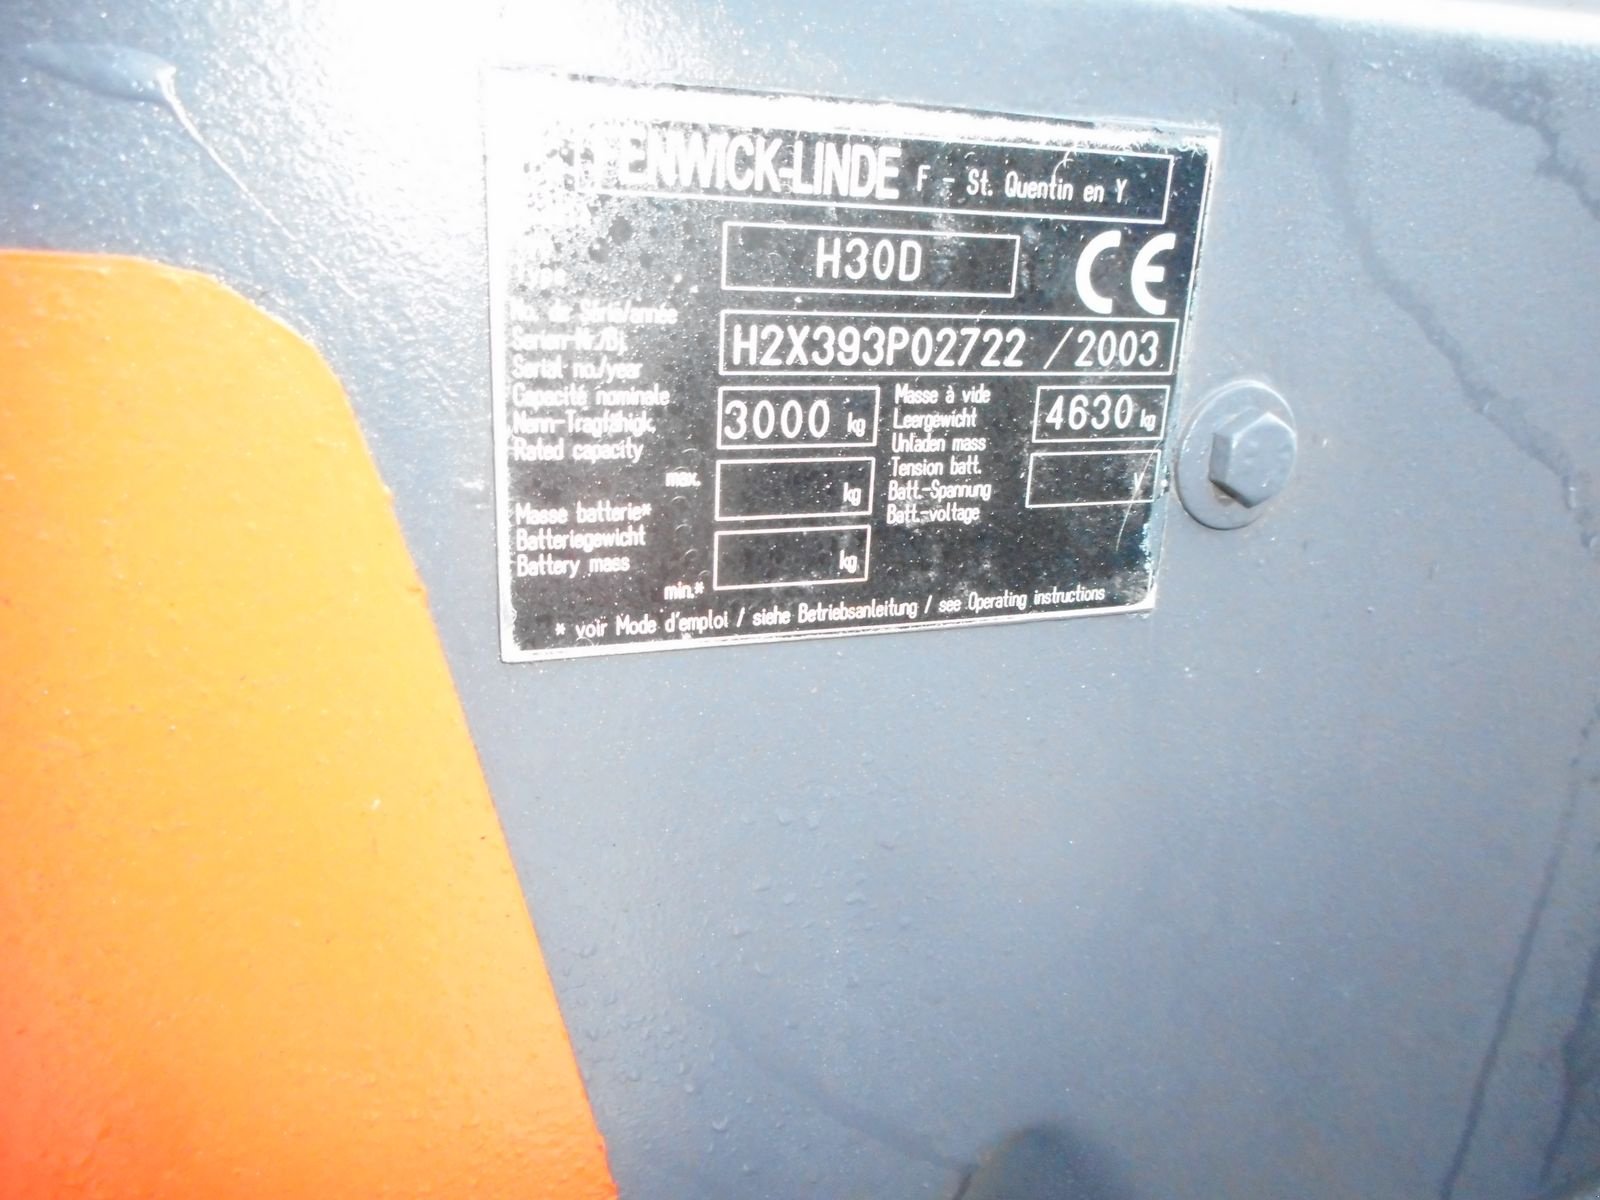 FENWICK-LINDE F - St. Quentin en Y
Type H30D CE
No. de Série/année
Serien-Nr./Bj. H2X393P02722 / 2003
Serial no./year
Capacité nominale
Nenn-Tragfähigk. 3000 kg
Rated capacity
Masse à vide
Leergewicht 4630 kg
Unladen mass
max. kg
Tension batt.
Batt.-Spannung V
Batt.-voltage
Masse batterie*
Batteriegewicht
Battery mass
min.* kg
* voir Mode d'emploi / siehe Betriebsanleitung / see Operating instructions